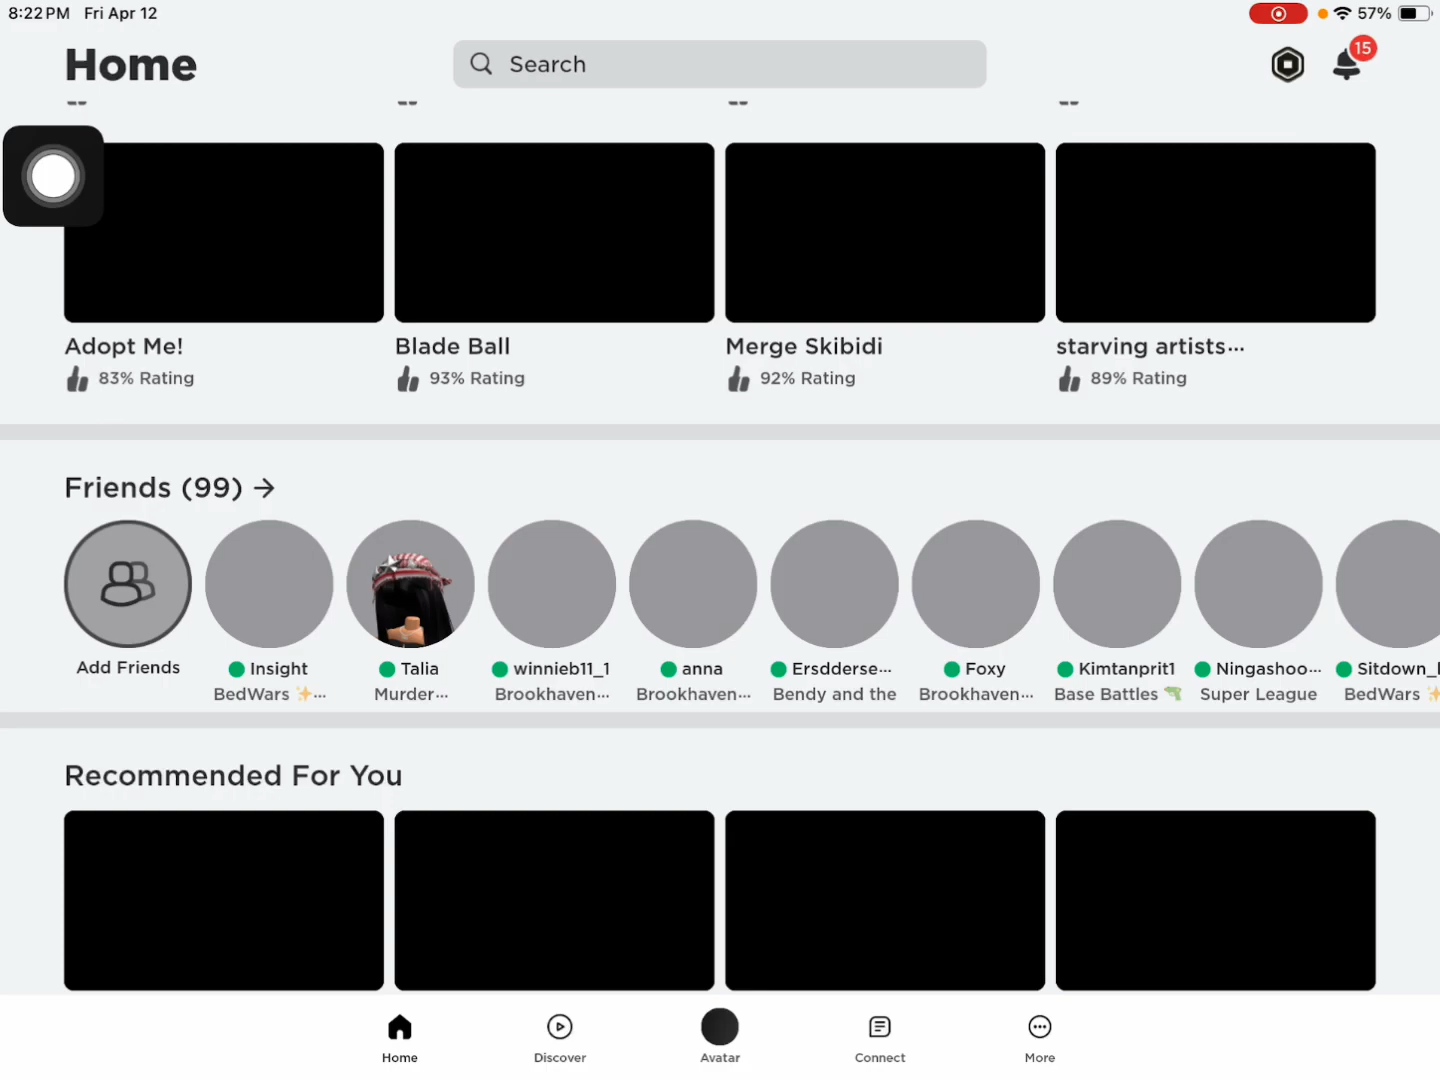 8:22 PM Fri Apr 12 57%
Home Search 15
Adopt Me! Blade Ball Merge Skibidi starving artists...
83% Rating 93% Rating 92% Rating 89% Rating
Friends (99) →
Add Friends Insight Talia winnieb11_1 anna Ersdderse... Foxy Kimtanprit1 Ningashoo... Sitdown_
BedWars ✨... Murder... Brookhaven... Brookhaven... Bendy and the Brookhaven... Base Battles 🔫 Super League BedWars ✨
Recommended For You
Home Discover Avatar Connect More